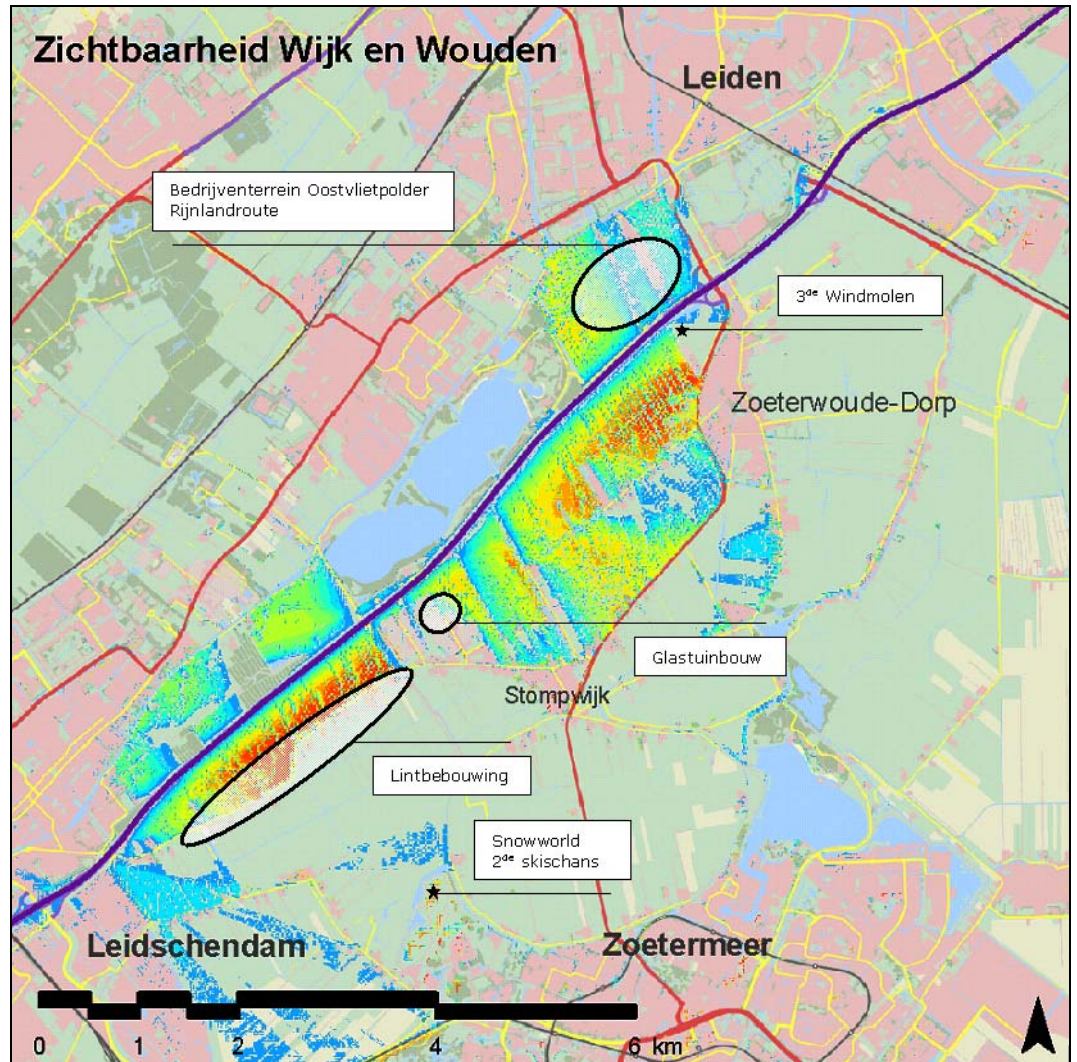 Zichtbaarheid Wijk en Wouden
Leiden
Bedrijventerrein Oostvlietpolder
Rijnlandroute
3de Windmolen
Zoeterwoude-Dorp
Glastuinbouw
Stompwijk
Lintbebouwing
Snowworld
2de skischans
Leidschendam
Zoetermeer
0 1 2 4 6 km